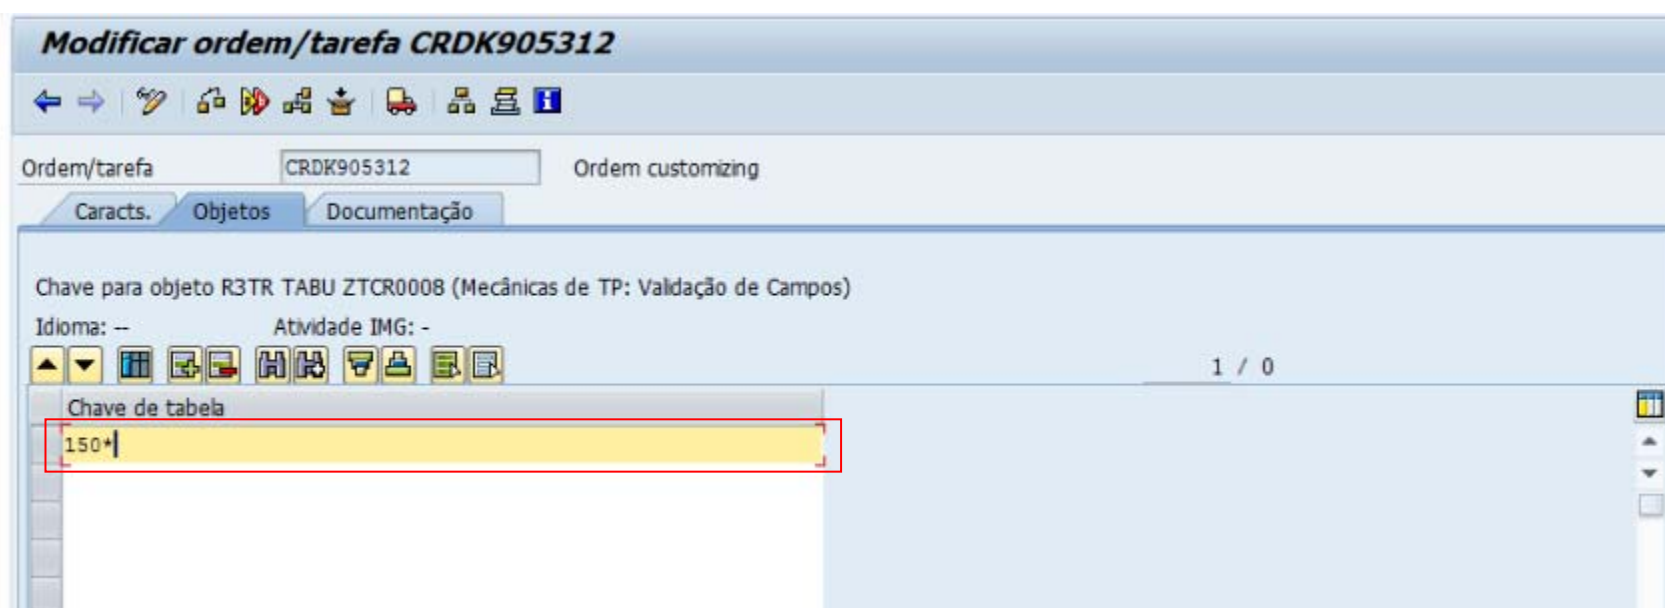 Modificar ordem/tarefa CRDK905312
Ordem/tarefa CRDK905312 Ordem customizing
Caracts. Objetos Documentação
Chave para objeto R3TR TABU ZTCR0008 (Mecânicas de TP: Validação de Campos)
Idioma: -- Atividade IMG: -
1 / 0
Chave de tabela
150*